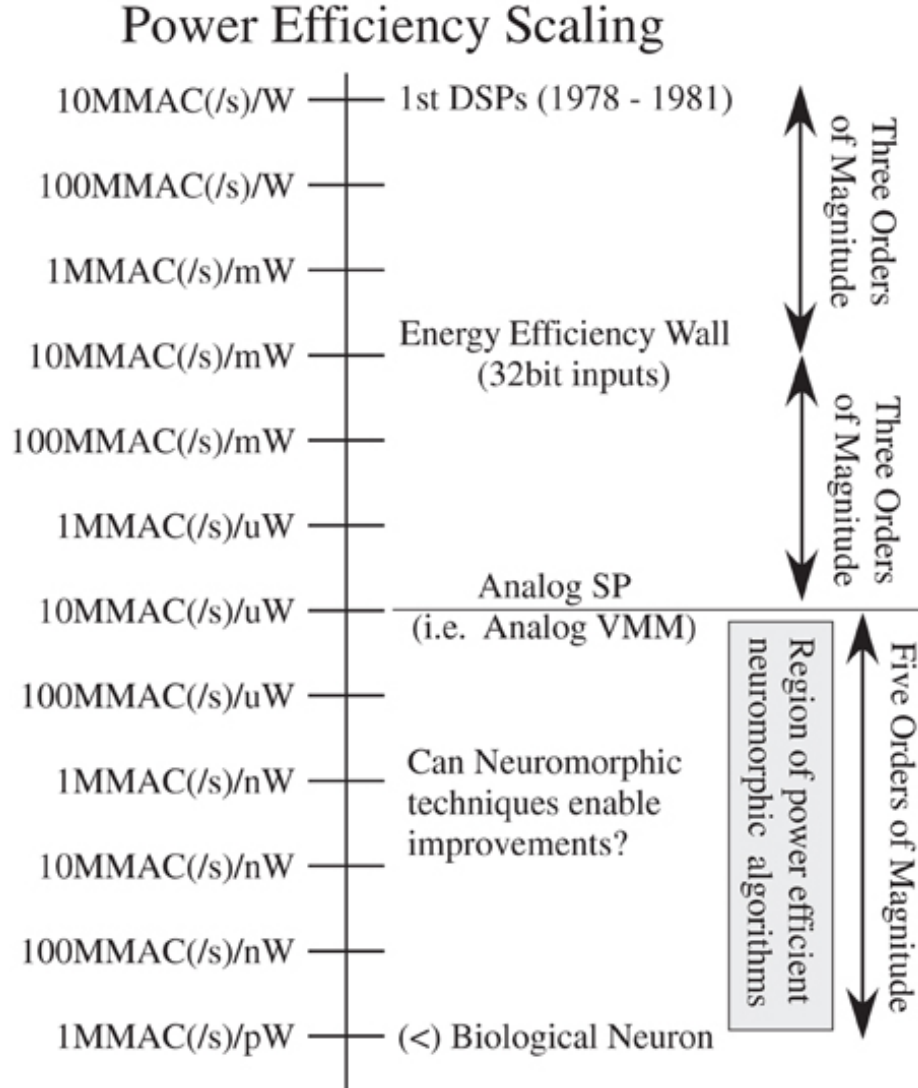 Power Efficiency Scaling
10MMAC(/s)/W
1st DSPs (1978 - 1981)
100MMAC(/s)/W
1MMAC(/s)/mW
10MMAC(/s)/mW
Energy Efficiency Wall
(32bit inputs)
100MMAC(/s)/mW
1MMAC(/s)/uW
10MMAC(/s)/uW
Analog SP
(i.e. Analog VMM)
100MMAC(/s)/uW
1MMAC(/s)/nW
Can Neuromorphic
techniques enable
improvements?
10MMAC(/s)/nW
100MMAC(/s)/nW
1MMAC(/s)/pW
(<) Biological Neuron
Three Orders
of Magnitude
Three Orders
of Magnitude
Region of power efficient
neuromorphic algorithms
Five Orders of Magnitude